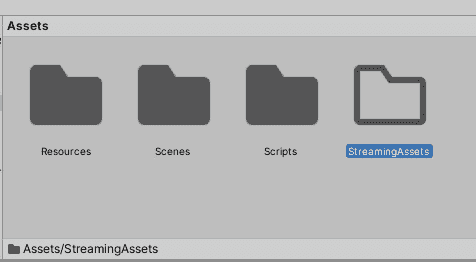 Assets
Resources
Scenes
Scripts
StreamingAssets
Assets/StreamingAssets